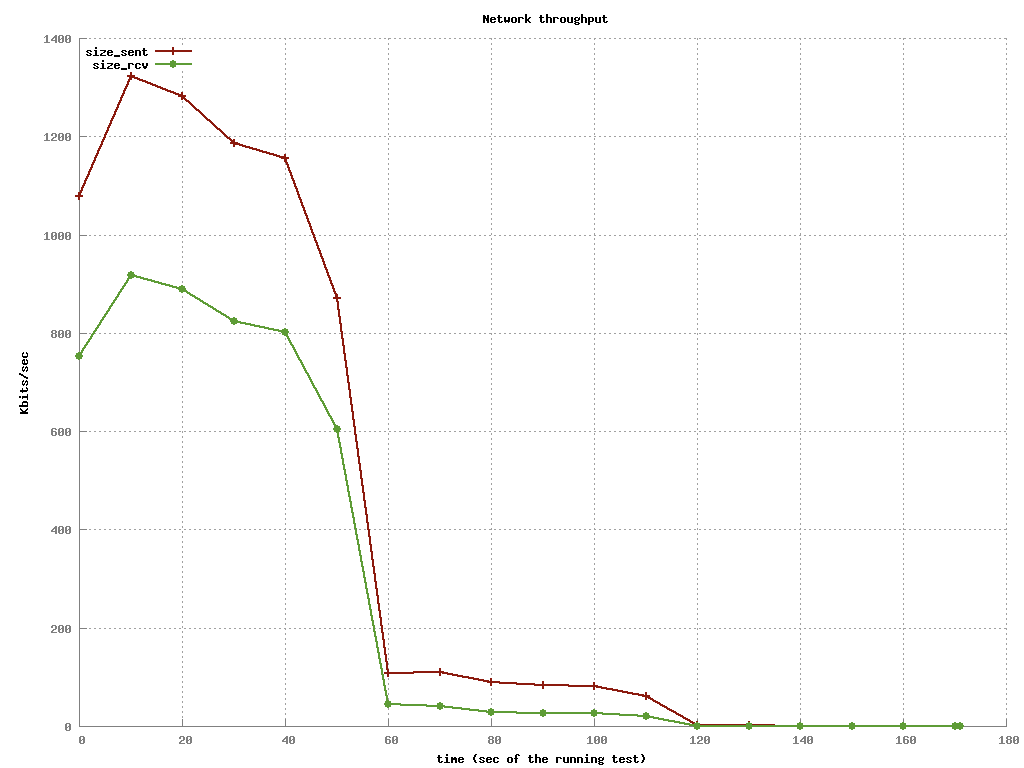 Network throughput
size_sent
size_rcv
1400
1200
1000
800
600
400
200
0
Kbits/sec
0 20 40 60 80 100 120 140 160 180
time (sec of the running test)